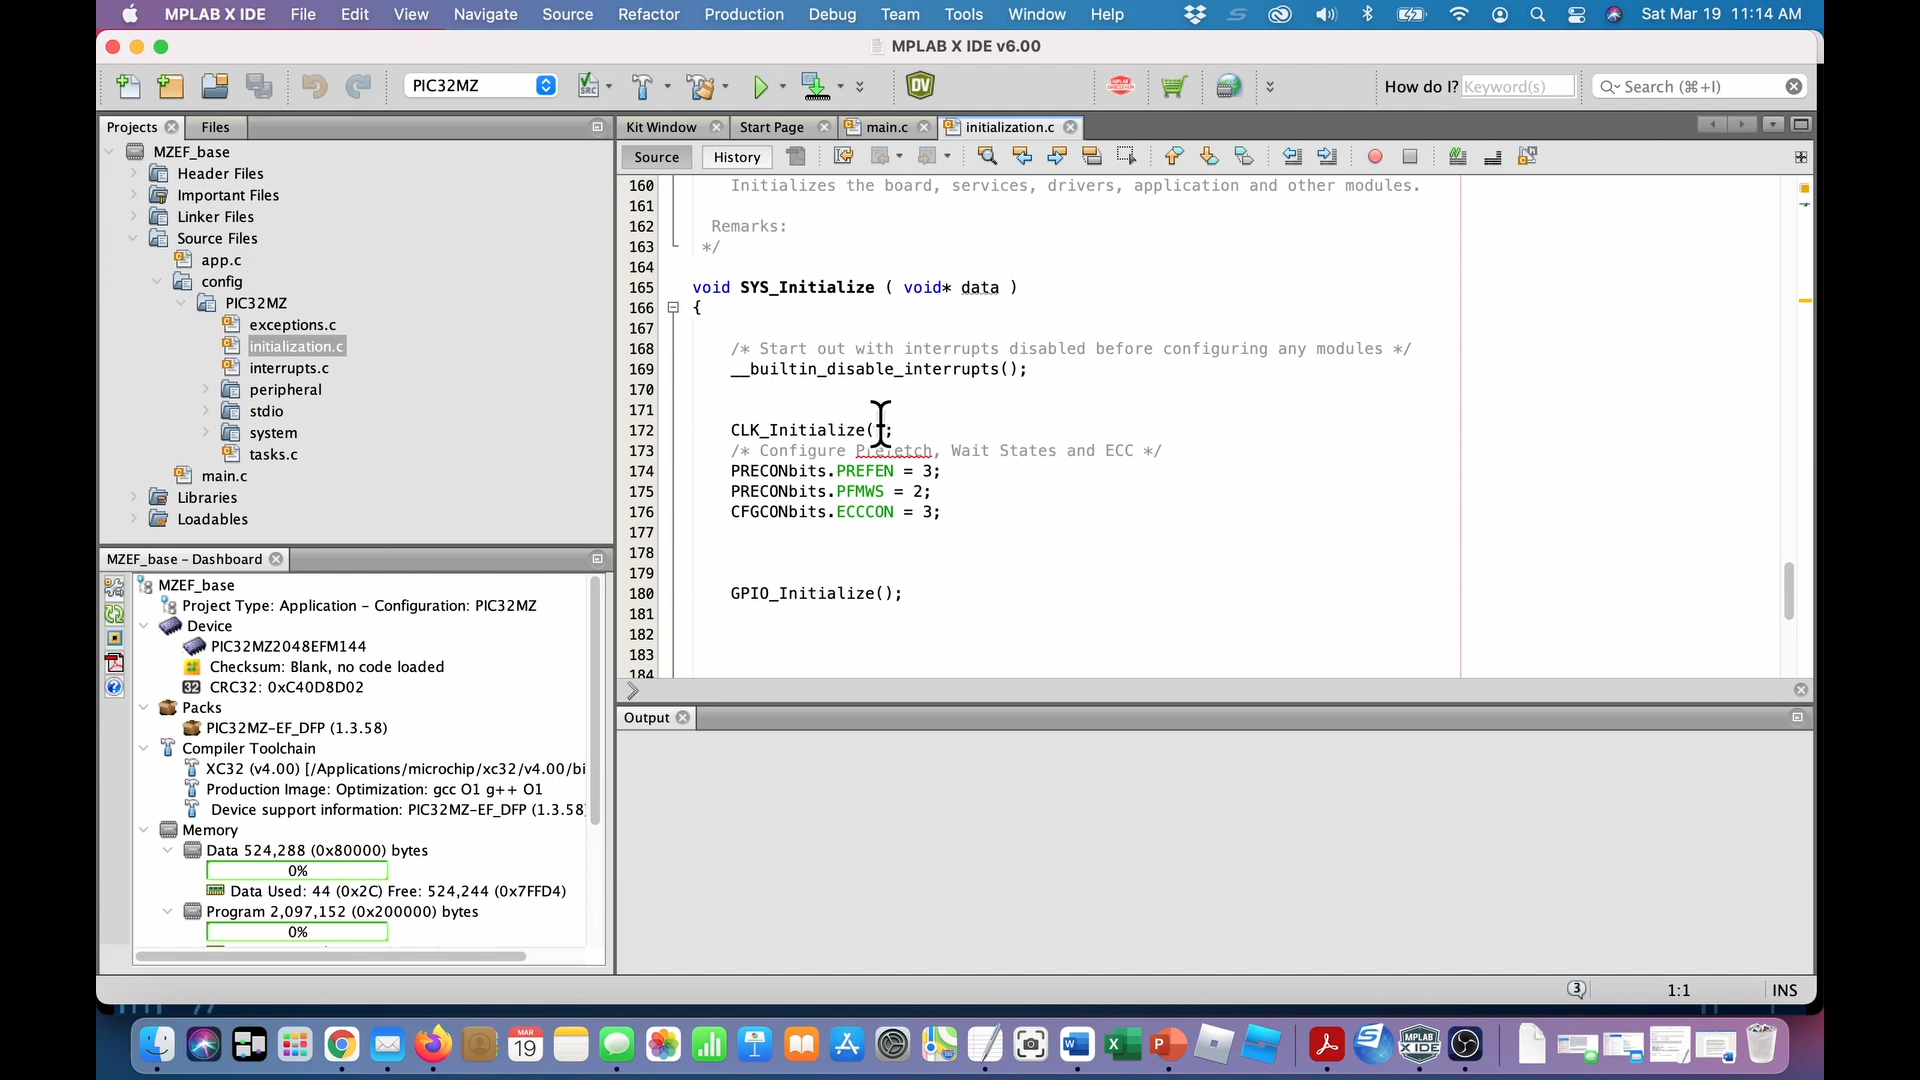 MPLAB X IDE File Edit View Navigate Source Refactor Production Debug Team Tools Window Help Sat Mar 19 11:14 AM
MPLAB X IDE v6.00
PIC32MZ SRC DV How do I? Keyword(s) Search (⌘+I)
Projects Files
Kit Window Start Page main.c initialization.c
Source History
MZEF_base
Header Files
Important Files
Linker Files
Source Files
app.c
config
PIC32MZ
exceptions.c
initialization.c
interrupts.c
peripheral
stdio
system
tasks.c
main.c
Libraries
Loadables
160 Initializes the board, services, drivers, application and other modules.
161
162 Remarks:
163 */
164
165 void SYS_Initialize ( void* data )
166 {
167
168 /* Start out with interrupts disabled before configuring any modules */
169 __builtin_disable_interrupts();
170
171
172 CLK_Initialize();
173 /* Configure Prefetch, Wait States and ECC */
174 PRECONbits.PREFEN = 3;
175 PRECONbits.PFMWS = 2;
176 CFGCONbits.ECCCON = 3;
177
178
179
180 GPIO_Initialize();
181
182
183
184
MZEF_base - Dashboard
MZEF_base
Project Type: Application - Configuration: PIC32MZ
Device
PIC32MZ2048EFM144
Checksum: Blank, no code loaded
32 CRC32: 0xC40D8D02
Packs
PIC32MZ-EF_DFP (1.3.58)
Compiler Toolchain
XC32 (v4.00) [/Applications/microchip/xc32/v4.00/bi
Production Image: Optimization: gcc O1 g++ O1
Device support information: PIC32MZ-EF_DFP (1.3.58
Memory
Data 524,288 (0x80000) bytes
0%
Data Used: 44 (0x2C) Free: 524,244 (0x7FFD4)
Program 2,097,152 (0x200000) bytes
0%
Output
3 1:1 INS
MAR
19
MPLAB
X IDE